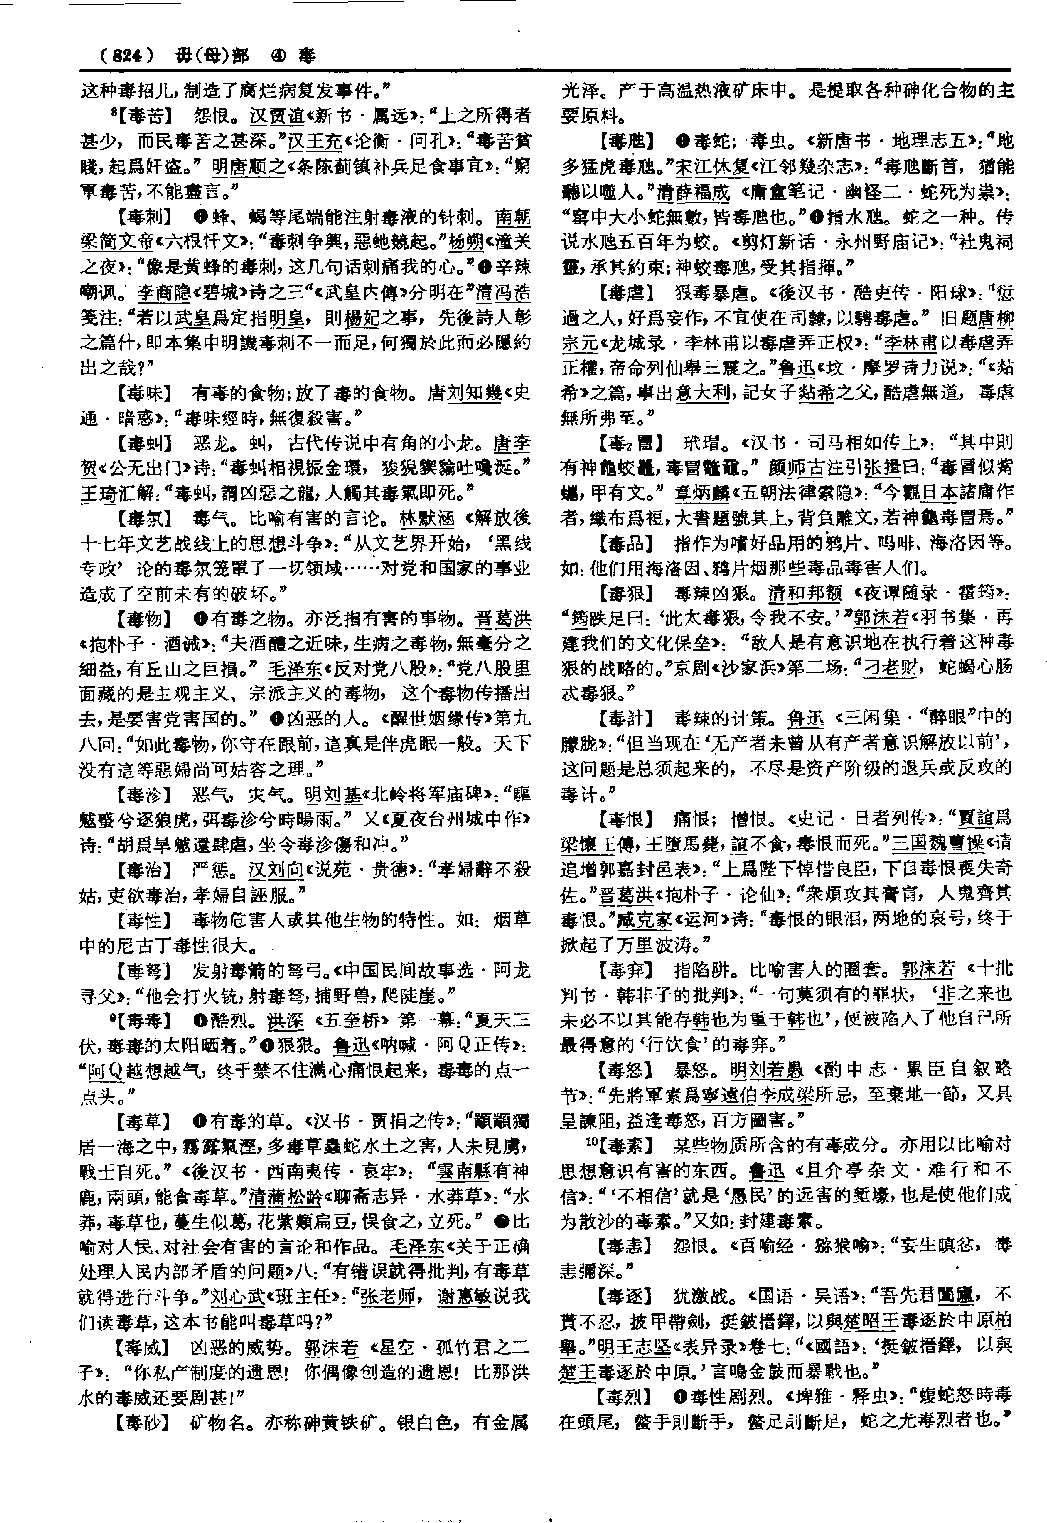 （824） 毋(母)部 ④ 毒
这种毒招儿，制造了腐烂病复发事件。”
⁸【毒苦】 怨恨。汉贾谊《新书·属远》：“上之所得者
甚少，而民毒苦之甚深。”汉王充《论衡·问孔》：“毒苦貧
賤，起爲奸盗。”明唐顺之《条陈蓟镇补兵足食事宜》：“窮
軍毒苦，不能盡言。”
【毒刺】 ❶蜂、蝎等尾端能注射毒液的针刺。南朝
梁简文帝《六根忏文》：“毒刺争興，惡虵競起。”杨朔《潼关
之夜》：“像是黄蜂的毒刺，这几句话刺痛我的心。”❷辛辣
嘲讽。李商隐《碧城》诗之三“《武皇内傳》分明在”清冯浩
笺注：“若以武皇爲定指明皇，則楊妃之事，先後詩人彰
之篇什，即本集中明譏毒刺不一而足，何獨於此而必隱約
出之哉？”
【毒味】 有毒的食物；放了毒的食物。唐刘知幾《史
通·暗惑》：“毒味經時，無復殺害。”
【毒虯】 恶龙。虯，古代传说中有角的小龙。唐李
贺《公无出门》诗：“毒虯相視振金環，狻猊猰貐吐嚵涎。”
王琦汇解：“毒虯，謂凶惡之龍，人觸其毒氣即死。”
【毒氛】 毒气。比喻有害的言论。林默涵《解放後
十七年文艺战线上的思想斗争》：“从文艺界开始，‘黑线
专政’论的毒氛笼罩了一切领域……对党和国家的事业
造成了空前未有的破坏。”
【毒物】 ❶有毒之物。亦泛指有害的事物。晋葛洪
《抱朴子·酒诫》：“夫酒醴之近味，生病之毒物，無毫分之
細益，有丘山之巨損。”毛泽东《反对党八股》：“党八股里
面藏的是主观主义、宗派主义的毒物，这个毒物传播出
去，是要害党害国的。”❷凶恶的人。《醒世姻缘传》第九
八回：“如此毒物，你守在跟前，這真是伴虎眠一般。天下
没有這等惡婦尚可姑容之理。”
【毒沴】 恶气，灾气。明刘基《北岭将军庙碑》：“驅
魃蜮兮逐狼虎，弭毒沴兮時暘雨。”又《夏夜台州城中作》
诗：“胡爲旱魃還肆虐，坐令毒沴傷和冲。”
【毒治】 严惩。汉刘向《说苑·贵德》：“孝婦辭不殺
姑，吏欲毒治，孝婦自誣服。”
【毒性】 毒物危害人或其他生物的特性。如：烟草
中的尼古丁毒性很大。
【毒弩】 发射毒箭的弩弓。《中国民间故事选·阿龙
寻父》：“他会打火铳，射毒弩，捕野兽，爬陡崖。”
⁹【毒毒】 ❶酷烈。洪深《五奎桥》第一幕：“夏天三
伏，毒毒的太阳晒着。”❷狠狠。鲁迅《呐喊·阿Q正传》：
“阿Q越想越气，终于禁不住满心痛恨起来，毒毒的点一
点头。”
【毒草】 ❶有毒的草。《汉书·贾捐之传》：“顓顓獨
居一海之中，霧露氣溼，多毒草蟲蛇水土之害，人未見虜，
戰士自死。”《後汉书·西南夷传·哀牢》：“雲南縣有神
鹿，兩頭，能食毒草。”清蒲松龄《聊斋志异·水莽草》：“水
莽，毒草也，蔓生似葛，花紫類扁豆，悮食之，立死。”❷比
喻对人民、对社会有害的言论和作品。毛泽东《关于正确
处理人民内部矛盾的问题》八：“有错误就得批判，有毒草
就得进行斗争。”刘心武《班主任》：“张老师，谢惠敏说我
们读毒草，这本书能叫毒草吗？”
【毒威】 凶恶的威势。郭沫若《星空·孤竹君之二
子》：“你私产制度的遗恩！你偶像创造的遗恩！比那洪
水的毒威还要剧甚！”
【毒砂】 矿物名。亦称砷黄铁矿。银白色，有金属
光泽。产于高温热液矿床中。是提取各种砷化合物的主
要原料。
【毒虺】 ❶毒蛇；毒虫。《新唐书·地理志五》：“地
多猛虎毒虺。”宋江休复《江邻幾杂志》：“毒虺斷首，猶能
聽以噬人。”清薛福成《庸盦笔记·幽怪二·蛇死为祟》：
“窰中大小蛇無數，皆毒虺也。”❷指水虺。蛇之一种。传
说水虺五百年为蛟。《剪灯新话·永州野庙记》：“社鬼祠
靈，承其約束；神蛟毒虺，受其指揮。”
【毒虐】 狠毒暴虐。《後汉书·酷吏传·阳球》：“愆
過之人，好爲妄作，不宜使在司隸，以騁毒虐。”旧题唐柳
宗元《龙城录·李林甫以毒虐弄正权》：“李林甫以毒虐弄
正權，帝命列仙舉三震之。”鲁迅《坟·摩罗诗力说》：“《煔
希》之篇，事出意大利，記女子煔希之父，酷虐無道，毒虐
無所弗至。”
【毒冒】 玳瑁。《汉书·司马相如传上》：“其中則
有神龜蛟鼉，毒冒鼈黿。”颜师古注引张揖曰：“毒冒似觜
蠵，甲有文。”章炳麟《五朝法律索隐》：“今觀日本諸庸作
者，織布爲裋，大書題號其上，背負雕文，若神龜毒冒焉。”
【毒品】 指作为嗜好品用的鸦片、吗啡、海洛因等。
如：他们用海洛因、鸦片烟那些毒品毒害人们。
【毒狠】 毒辣凶狠。清和邦额《夜谭随录·霍筠》：
“筠跌足曰：‘此太毒狠，令我不安。’”郭沫若《羽书集·再
建我们的文化保垒》：“敌人是有意识地在执行着这种毒
狠的战略的。”京剧《沙家浜》第二场：“刁老财，蛇蝎心肠
忒毒狠。”
【毒計】 毒辣的计策。鲁迅《三闲集·“醉眼”中的
朦胧》：“但当现在‘无产者未曾从有产者意识解放以前’，
这问题是总须起来的，不尽是资产阶级的退兵或反攻的
毒计。”
【毒恨】 痛恨；憎恨。《史记·日者列传》：“賈誼爲
梁懷王傅，王墮馬薨，誼不食，毒恨而死。”三国魏曹操《请
追增郭嘉封邑表》：“上爲陛下悼惜良臣，下自毒恨喪失奇
佐。”晋葛洪《抱朴子·论仙》：“衆煩攻其膏肓，人鬼齊其
毒恨。”臧克家《运河》诗：“毒恨的眼泪，两地的哀号，终于
掀起了万里波涛。”
【毒穽】 指陷阱。比喻害人的圈套。郭沫若《十批
判书·韩非子的批判》：“一句莫须有的罪状，‘非之来也
未必不以其能存韩也为重于韩也’，便被陷入了他自己所
最得意的‘行饮食’的毒穽。”
【毒怒】 暴怒。明刘若愚《酌中志·累臣自叙略
节》：“先將軍素爲寧遠伯李成梁所忌，至棄地一節，又具
呈諫阻，益逢毒怒，百方圖害。”
¹⁰【毒素】 某些物质所含的有毒成分。亦用以比喻对
思想意识有害的东西。鲁迅《且介亭杂文·难行和不
信》：“‘不相信’就是‘愚民’的远害的堑壕，也是使他们成
为散沙的毒素。”又如：封建毒素。
【毒恚】 怨恨。《百喻经·猕猴喻》：“妄生瞋忿，毒
恚彌深。”
【毒逐】 犹激战。《国语·吴语》：“吾先君闔廬，不
貰不忍，披甲帶劍，挺鈹搢鐸，以與楚昭王毒逐於中原柏
舉。”明王志坚《表异录》卷七：“《國語》：‘挺鈹搢鐸，以與
楚王毒逐於中原。’言鳴金鼓而暴戰也。”
【毒烈】 ❶毒性剧烈。《埤雅·释虫》：“蝮蛇怒時毒
在頭尾，螫手則斷手，螫足則斷足，蛇之尤毒烈者也。”